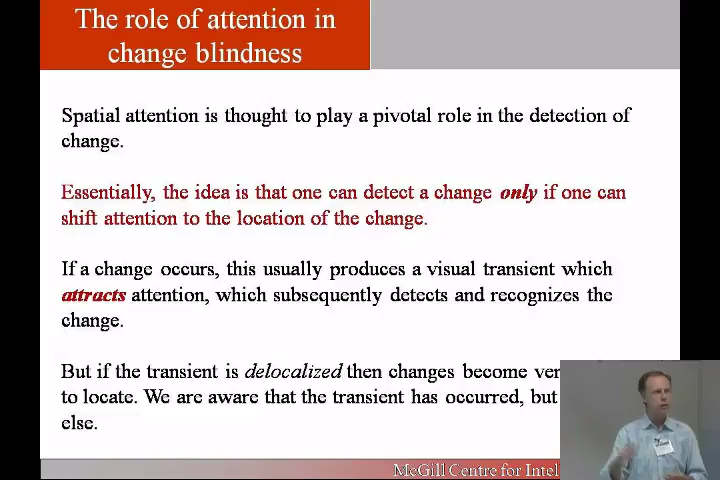 The role of attention in
change blindness
Spatial attention is thought to play a pivotal role in the detection of
change.
Essentially, the idea is that one can detect a change only if one can
shift attention to the location of the change.
If a change occurs, this usually produces a visual transient which
attracts attention, which subsequently detects and recognizes the
change.
But if the transient is delocalized then changes become
to locate. We are aware that the transient has occurred, but
else.
McGill Centre for